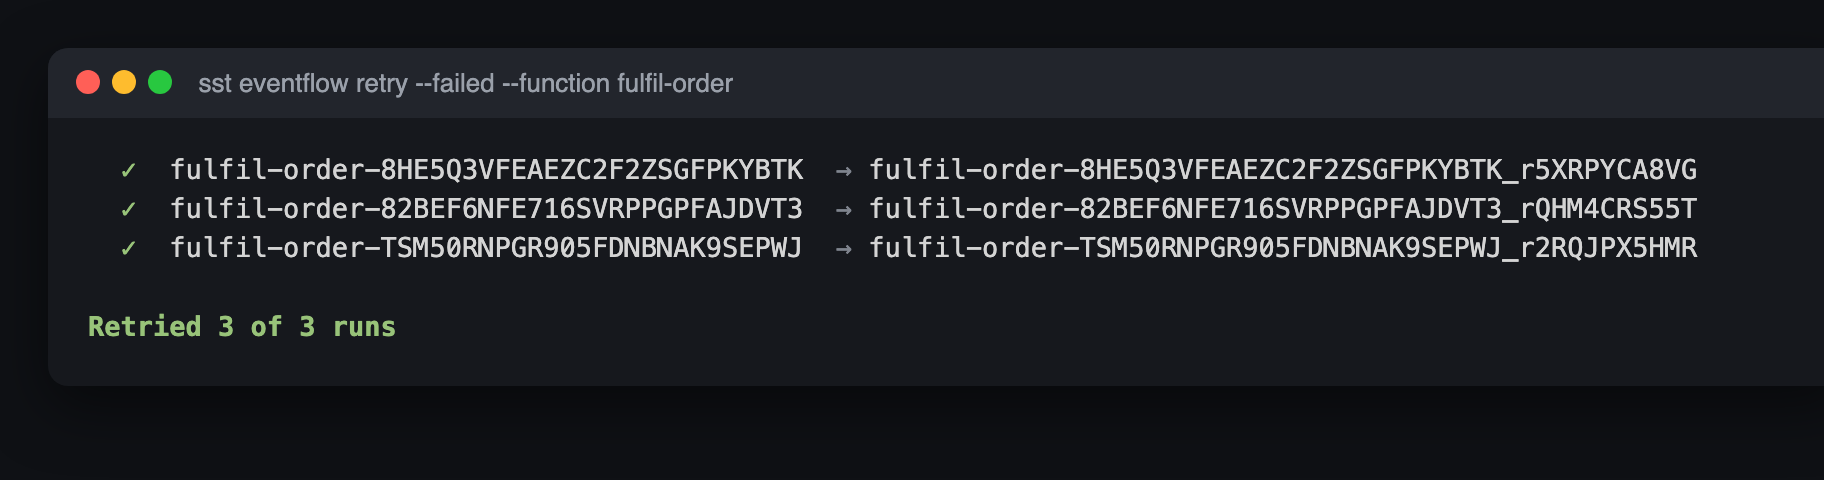 sst eventflow retry --failed --function fulfil-order
✓ fulfil-order-8HE5Q3VFEAEZC2F2ZSGFPKYBTK → fulfil-order-8HE5Q3VFEAEZC2F2ZSGFPKYBTK_r5XRPYCA8VG
✓ fulfil-order-82BEF6NFE716SVRPPGPFAJDVT3 → fulfil-order-82BEF6NFE716SVRPPGPFAJDVT3_rQHM4CRS55T
✓ fulfil-order-TSM50RNPGR905FDNBNAK9SEPWJ → fulfil-order-TSM50RNPGR905FDNBNAK9SEPWJ_r2RQJPX5HMR
Retried 3 of 3 runs